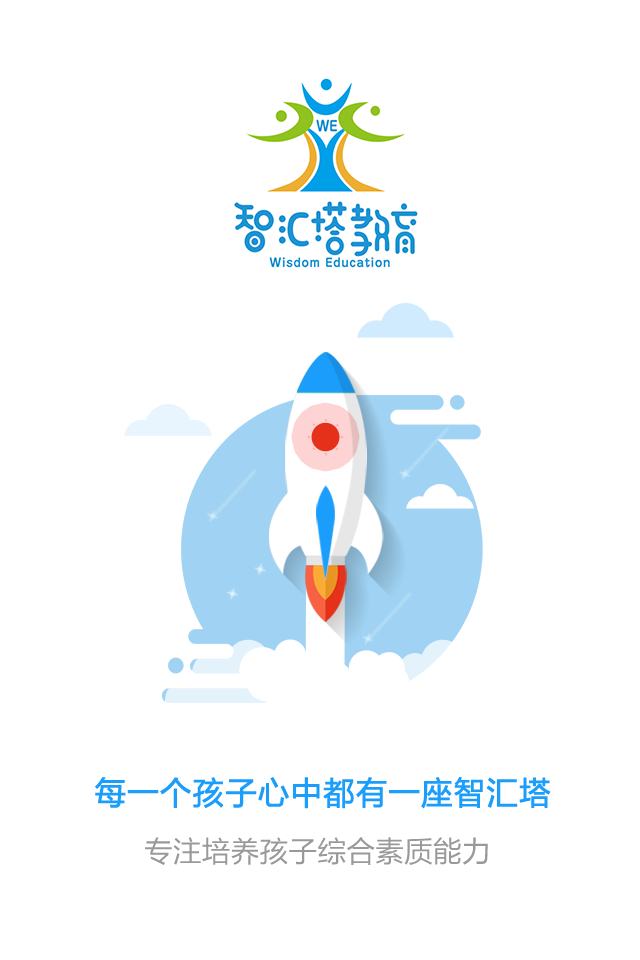 WE
智汇塔教育
Wisdom Education
每一个孩子心中都有一座智汇塔
专注培养孩子综合素质能力